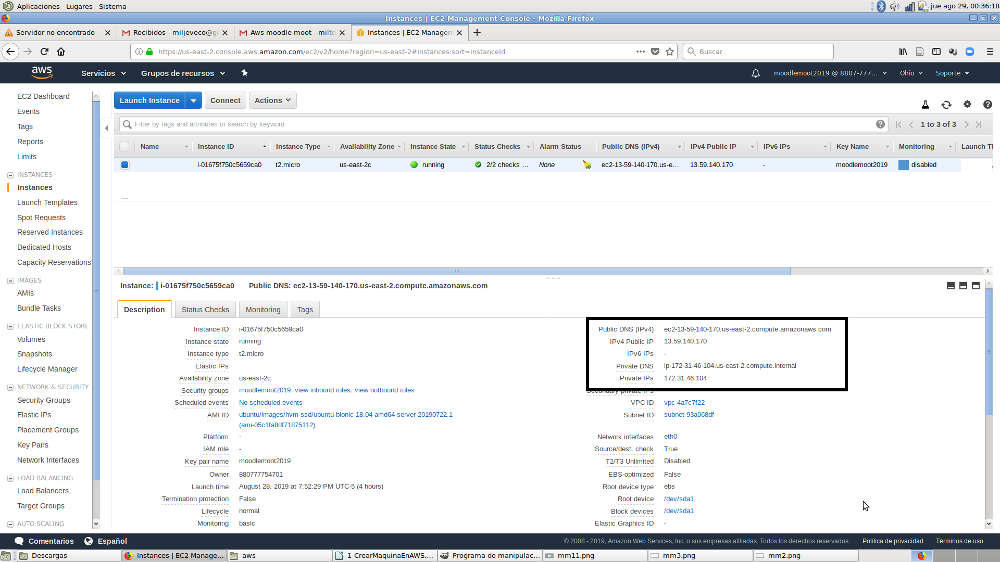 Aplicaciones Lugares Sistema jue ago 29, 00:36:18
Instances | EC2 Management Console - Mozilla Firefox
Servidor no encontrado Recibidos - miljeveco@gr Aws moodle moot - milto Instances | EC2 Managem
https://us-east-2.console.aws.amazon.com/ec2/v2/home?region=us-east-2#Instances:sort=instanceId Buscar
aws Servicios Grupos de recursos moodlemoot2019 @ 8807-777... Ohio Soporte
EC2 Dashboard
Events
Tags
Reports
Limits
INSTANCES
Instances
Launch Templates
Spot Requests
Reserved Instances
Dedicated Hosts
Capacity Reservations
IMAGES
AMIs
Bundle Tasks
ELASTIC BLOCK STORE
Volumes
Snapshots
Lifecycle Manager
NETWORK & SECURITY
Security Groups
Elastic IPs
Placement Groups
Key Pairs
Network Interfaces
LOAD BALANCING
Load Balancers
Target Groups
AUTO SCALING
Launch Instance Connect Actions
Filter by tags and attributes or search by keyword 1 to 3 of 3
Name Instance ID Instance Type Availability Zone Instance State Status Checks Alarm Status Public DNS (IPv4) IPv4 Public IP IPv6 IPs Key Name Monitoring Launch Ti
i-01675f750c5659ca0 t2.micro us-east-2c running 2/2 checks ... None ec2-13-59-140-170.us-e... 13.59.140.170 - moodlemoot2019 disabled
Instance: i-01675f750c5659ca0 Public DNS: ec2-13-59-140-170.us-east-2.compute.amazonaws.com
Description Status Checks Monitoring Tags
Instance ID i-01675f750c5659ca0 Public DNS (IPv4) ec2-13-59-140-170.us-east-2.compute.amazonaws.com
Instance state running IPv4 Public IP 13.59.140.170
Instance type t2.micro IPv6 IPs -
Elastic IPs Private DNS ip-172-31-46-104.us-east-2.compute.internal
Availability zone us-east-2c Private IPs 172.31.46.104
Security groups moodlemoot2019. view inbound rules. view outbound rules Secondary private IPs
Scheduled events No scheduled events VPC ID vpc-4a7c7f22
AMI ID ubuntu/images/hvm-ssd/ubuntu-bionic-18.04-amd64-server-20190722.1 Subnet ID subnet-93a068df
(ami-05c1fa8df71875112)
Platform - Network interfaces eth0
IAM role - Source/dest. check True
Key pair name moodlemoot2019 T2/T3 Unlimited Disabled
Owner 880777754701 EBS-optimized False
Launch time August 28, 2019 at 7:52:29 PM UTC-5 (4 hours) Root device type ebs
Termination protection False Root device /dev/sda1
Lifecycle normal Block devices /dev/sda1
Monitoring basic Elastic Graphics ID -
Comentarios Español © 2008 - 2019, Amazon Web Services, Inc. o sus empresas afiliadas. Todos los derechos reservados. Política de privacidad Términos de uso
Descargas Instances | EC2 Manage... aws 1-CrearMaquinaEnAWS.... Programa de manipulac... mm11.png mm3.png mm2.png